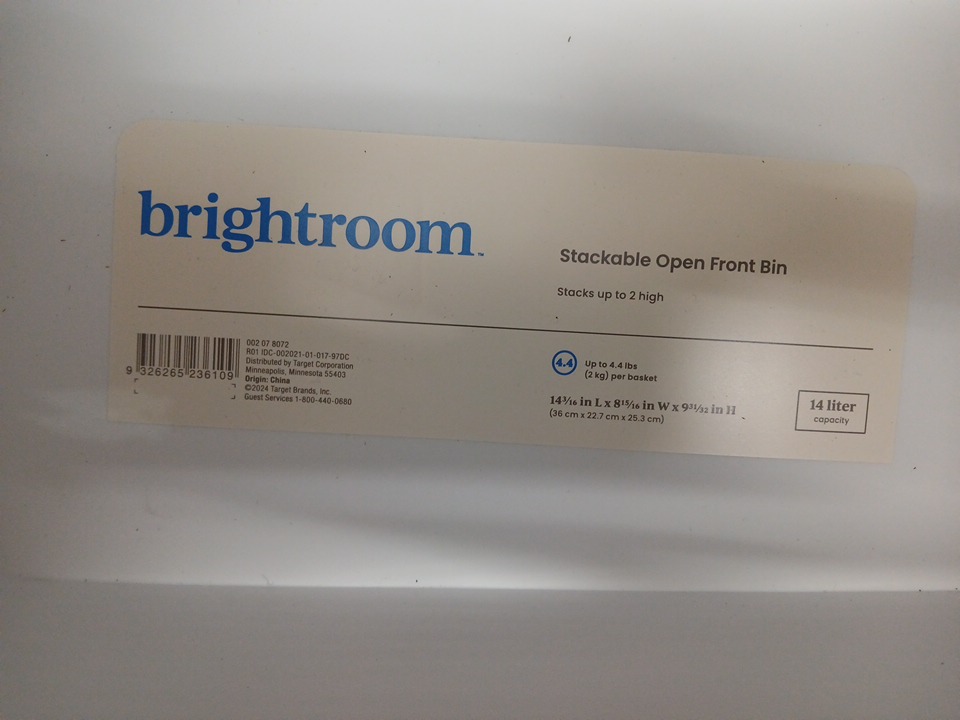 brightroom™
Stackable Open Front Bin
Stacks up to 2 high
9 326265 236109
002 07 8072
R01 IDC-002021-01-017-97DC
Distributed by Target Corporation
Minneapolis, Minnesota 55403
Origin: China
©2024 Target Brands, Inc.
Guest Services 1-800-440-0680
4.4
Up to 4.4 lbs
(2 kg) per basket
14³⁄₁₆ in L x 8¹⁵⁄₁₆ in W x 9³¹⁄₃₂ in H
(36 cm x 22.7 cm x 25.3 cm)
14 liter
capacity